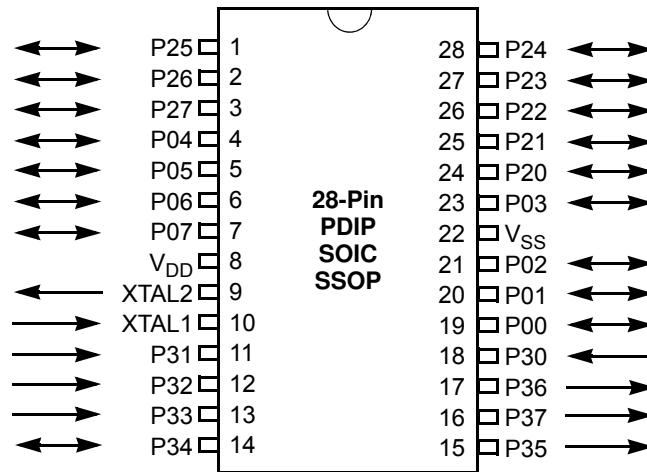 P25 1 28 P24
P26 2 27 P23
P27 3 26 P22
P04 4 25 P21
P05 5 24 P20
P06 6 23 P03
P07 7 22 VSS
VDD 8 21 P02
XTAL2 9 20 P01
XTAL1 10 19 P00
P31 11 18 P30
P32 12 17 P36
P33 13 16 P37
P34 14 15 P35
28-Pin
PDIP
SOIC
SSOP